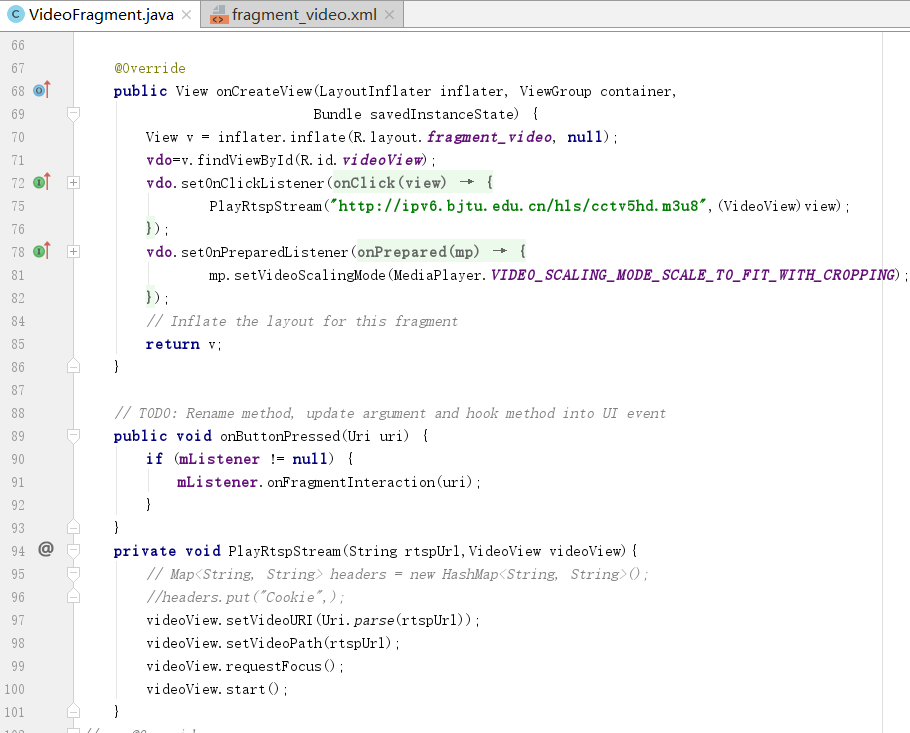 VideoFragment.java
fragment_video.xml
66
67 @Override
68 public View onCreateView(LayoutInflater inflater, ViewGroup container,
69 Bundle savedInstanceState) {
70 View v = inflater.inflate(R.layout.fragment_video, null);
71 vdo=v.findViewById(R.id.videoView);
72 vdo.setOnClickListener(onClick(view) → {
75 PlayRtspStream("http://ipv6.bjtu.edu.cn/hls/cctv5hd.m3u8",(VideoView)view);
76 });
78 vdo.setOnPreparedListener(onPrepared(mp) → {
81 mp.setVideoScalingMode(MediaPlayer.VIDEO_SCALING_MODE_SCALE_TO_FIT_WITH_CROPPING);
82 });
84 // Inflate the layout for this fragment
85 return v;
86 }
87
88 // TODO: Rename method, update argument and hook method into UI event
89 public void onButtonPressed(Uri uri) {
90 if (mListener != null) {
91 mListener.onFragmentInteraction(uri);
92 }
93 }
94 @ private void PlayRtspStream(String rtspUrl,VideoView videoView){
95 // Map<String, String> headers = new HashMap<String, String>();
96 //headers.put("Cookie",);
97 videoView.setVideoURI(Uri.parse(rtspUrl));
98 videoView.setVideoPath(rtspUrl);
99 videoView.requestFocus();
100 videoView.start();
101 }